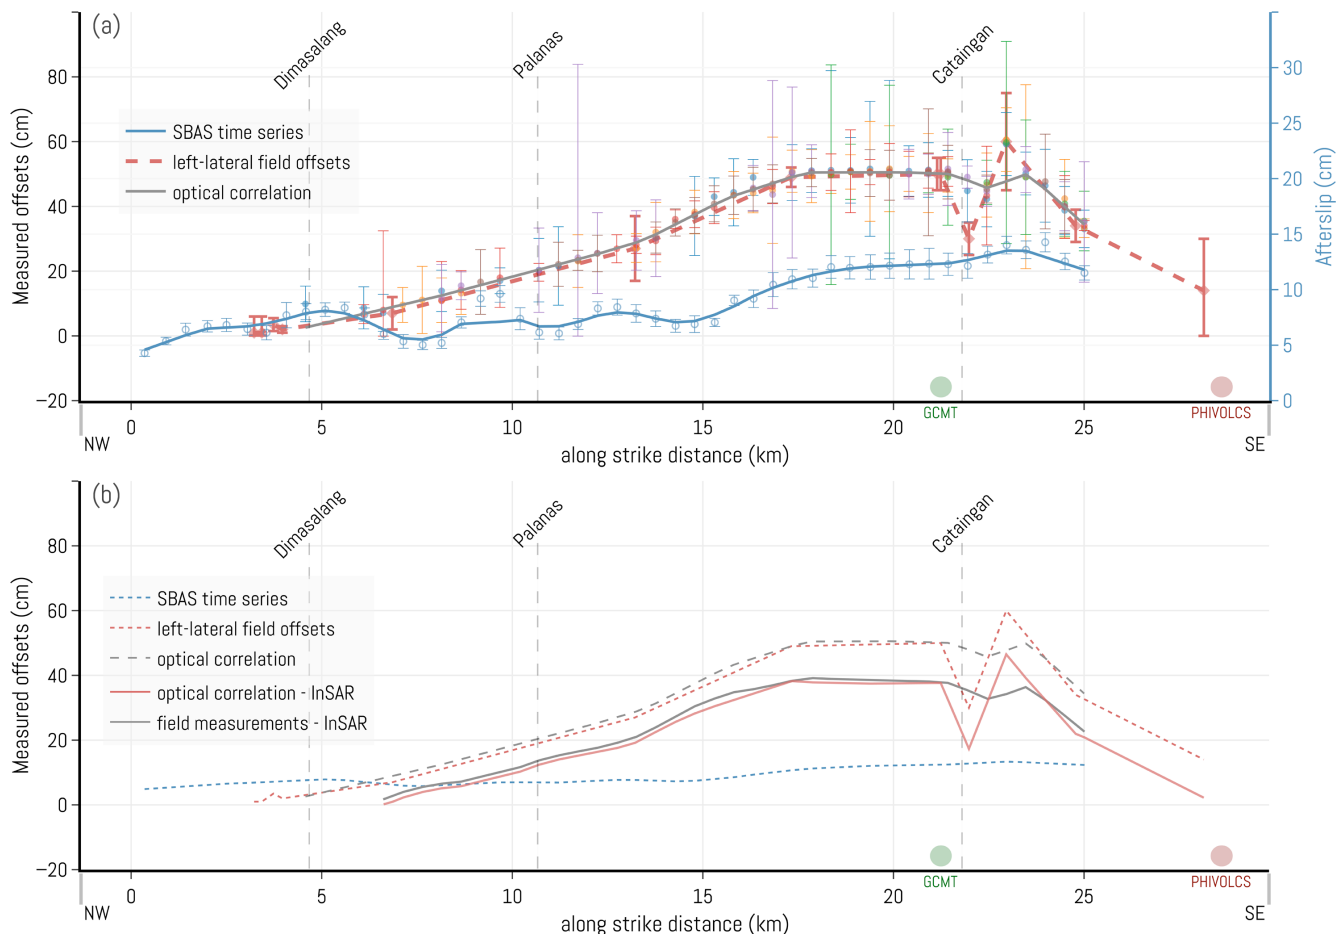 (a)
Dimasalang
Palanas
Cataingan
Measured offsets (cm)
80
60
40
20
0
−20
SBAS time series
left-lateral field offsets
optical correlation
30
25
20
15
10
5
0
Afterslip (cm)
GCMT
PHIVOLCS
0
5
10
15
20
25
NW
SE
along strike distance (km)
(b)
Dimasalang
Palanas
Cataingan
Measured offsets (cm)
80
60
40
20
0
−20
SBAS time series
left-lateral field offsets
optical correlation
optical correlation - InSAR
field measurements - InSAR
GCMT
PHIVOLCS
0
5
10
15
20
25
NW
SE
along strike distance (km)